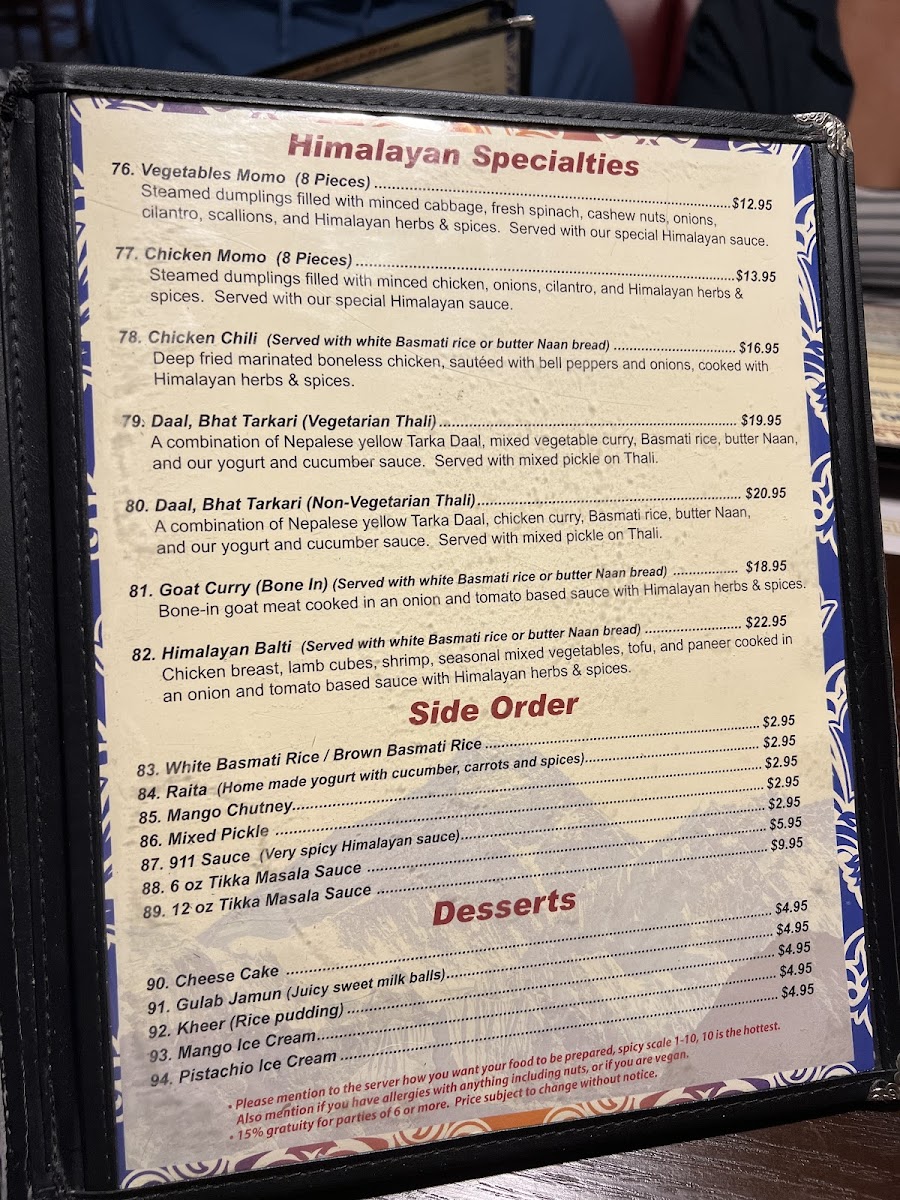 Himalayan Specialties
76. Vegetables Momo (8 Pieces) ........ $12.95
Steamed dumplings filled with minced cabbage, fresh spinach, cashew nuts, onions,
cilantro, scallions, and Himalayan herbs & spices. Served with our special Himalayan sauce.
77. Chicken Momo (8 Pieces) ........ $13.95
Steamed dumplings filled with minced chicken, onions, cilantro, and Himalayan herbs &
spices. Served with our special Himalayan sauce.
78. Chicken Chili (Served with white Basmati rice or butter Naan bread) ........ $16.95
Deep fried marinated boneless chicken, sautéed with bell peppers and onions, cooked with
Himalayan herbs & spices.
79. Daal, Bhat Tarkari (Vegetarian Thali) ........ $19.95
A combination of Nepalese yellow Tarka Daal, mixed vegetable curry, Basmati rice, butter Naan,
and our yogurt and cucumber sauce. Served with mixed pickle on Thali.
80. Daal, Bhat Tarkari (Non-Vegetarian Thali) ........ $20.95
A combination of Nepalese yellow Tarka Daal, chicken curry, Basmati rice, butter Naan,
and our yogurt and cucumber sauce. Served with mixed pickle on Thali.
81. Goat Curry (Bone In) (Served with white Basmati rice or butter Naan bread) ........ $18.95
Bone-in goat meat cooked in an onion and tomato based sauce with Himalayan herbs & spices.
82. Himalayan Balti (Served with white Basmati rice or butter Naan bread) ........ $22.95
Chicken breast, lamb cubes, shrimp, seasonal mixed vegetables, tofu, and paneer cooked in
an onion and tomato based sauce with Himalayan herbs & spices.
Side Order
83. White Basmati Rice / Brown Basmati Rice ........ $2.95
84. Raita (Home made yogurt with cucumber, carrots and spices) ........ $2.95
85. Mango Chutney ........ $2.95
86. Mixed Pickle ........ $2.95
87. 911 Sauce (Very spicy Himalayan sauce) ........ $2.95
88. 6 oz Tikka Masala Sauce ........ $5.95
89. 12 oz Tikka Masala Sauce ........ $9.95
Desserts
90. Cheese Cake ........ $4.95
91. Gulab Jamun (Juicy sweet milk balls) ........ $4.95
92. Kheer (Rice pudding) ........ $4.95
93. Mango Ice Cream ........ $4.95
94. Pistachio Ice Cream ........ $4.95
• Please mention to the server how you want your food to be prepared, spicy scale 1-10, 10 is the hottest.
Also mention if you have allergies with anything including nuts, or if you are vegan.
• 15% gratuity for parties of 6 or more. Price subject to change without notice.